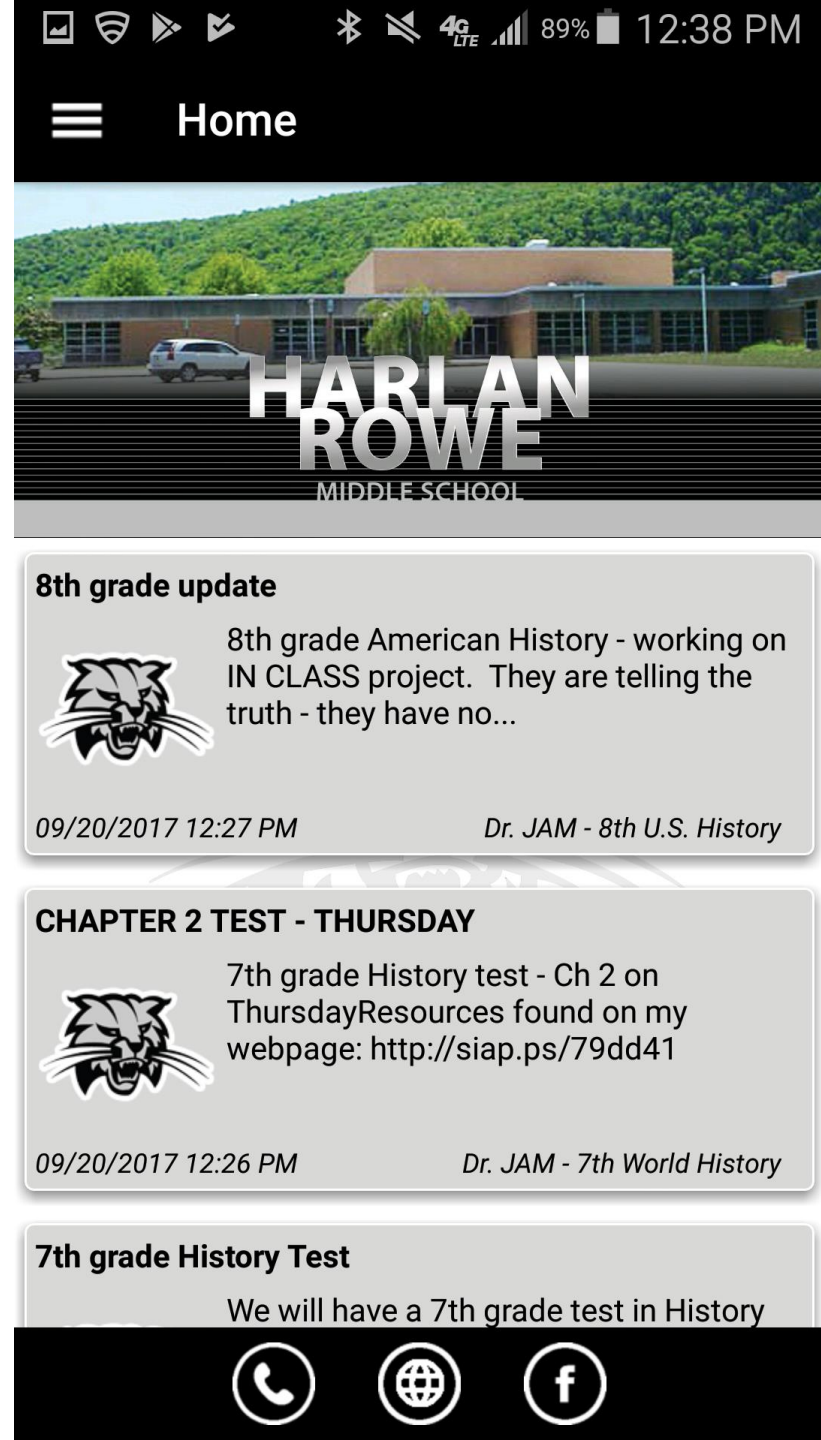 4G LTE 89% 12:38 PM
Home
HARLAN
ROWE
MIDDLE SCHOOL
8th grade update
8th grade American History - working on
IN CLASS project.  They are telling the
truth - they have no...
09/20/2017 12:27 PM Dr. JAM - 8th U.S. History
CHAPTER 2 TEST - THURSDAY
7th grade History test - Ch 2 on
ThursdayResources found on my
webpage: http://siap.ps/79dd41
09/20/2017 12:26 PM Dr. JAM - 7th World History
7th grade History Test
We will have a 7th grade test in History
f